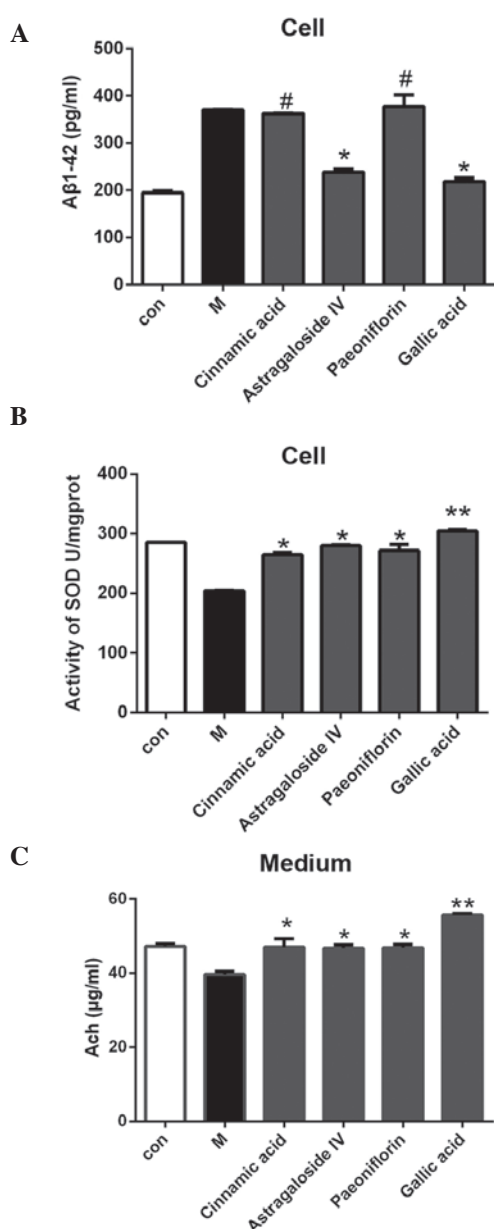 A
Cell
Aβ1-42 (pg/ml)
500
400
300
200
100
0
#
*
#
*
con
M
Cinnamic acid
Astragaloside IV
Paeoniflorin
Gallic acid
B
Cell
Activity of SOD U/mgprot
400
300
200
100
0
*
*
*
**
con
M
Cinnamic acid
Astragaloside IV
Paeoniflorin
Gallic acid
C
Medium
Ach (μg/ml)
60
40
20
0
*
*
*
**
con
M
Cinnamic acid
Astragaloside IV
Paeoniflorin
Gallic acid